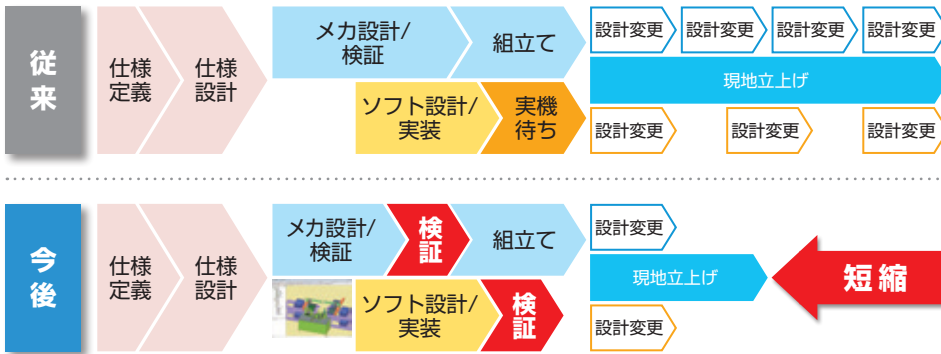 従来
仕様
定義
仕様
設計
メカ設計/
検証
組立て
設計変更
設計変更
設計変更
設計変更
現地立上げ
ソフト設計/
実装
実機
待ち
設計変更
設計変更
設計変更
今後
仕様
定義
仕様
設計
メカ設計/
検証
検証
組立て
設計変更
現地立上げ
短縮
ソフト設計/
実装
検証
設計変更